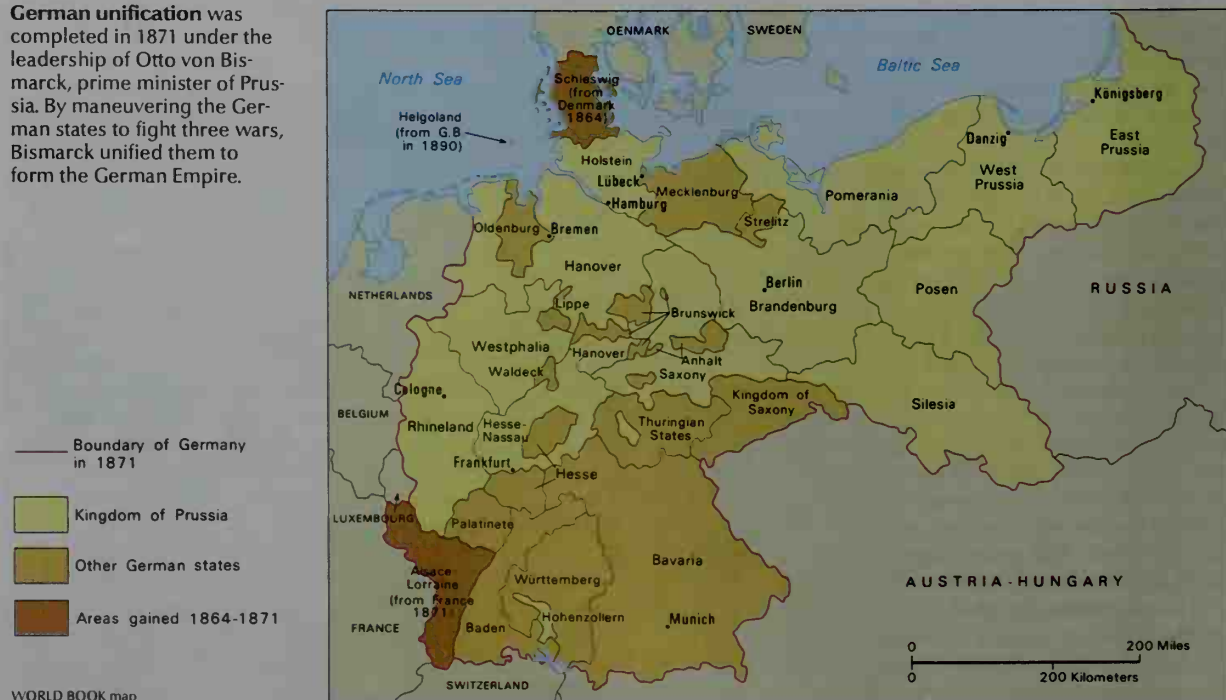 German unification was
completed in 1871 under the
leadership of Otto von Bis-
marck, prime minister of Prus-
sia. By maneuvering the Ger-
man states to fight three wars,
Bismarck unified them to
form the German Empire.
Boundary of Germany
in 1871
Kingdom of Prussia
Other German states
Areas gained 1864-1871
WORLD BOOK map
DENMARK
SWEDEN
North Sea
Baltic Sea
Schleswig
(from
Denmark
1864)
Helgoland
(from G.B
in 1890)
Königsberg
Danzig
East
Prussia
West
Prussia
Holstein
Lübeck
Mecklenburg
Hamburg
Pomerania
Strelitz
Oldenburg
Bremen
Hanover
Berlin
Brandenburg
Posen
RUSSIA
NETHERLANDS
Lippe
Brunswick
Westphalia
Hanover
Anhalt
Waldeck
Saxony
Cologne
Kingdom of
Saxony
Silesia
BELGIUM
Rhineland
Hesse-
Nassau
Thuringian
States
Frankfurt
Hesse
LUXEMBOURG
Palatinete
Bavaria
Alsace-
Lorraine
(from France
1871)
Württemberg
AUSTRIA-HUNGARY
Hohenzollern
Munich
FRANCE
Baden
SWITZERLAND
0
200 Miles
0
200 Kilometers